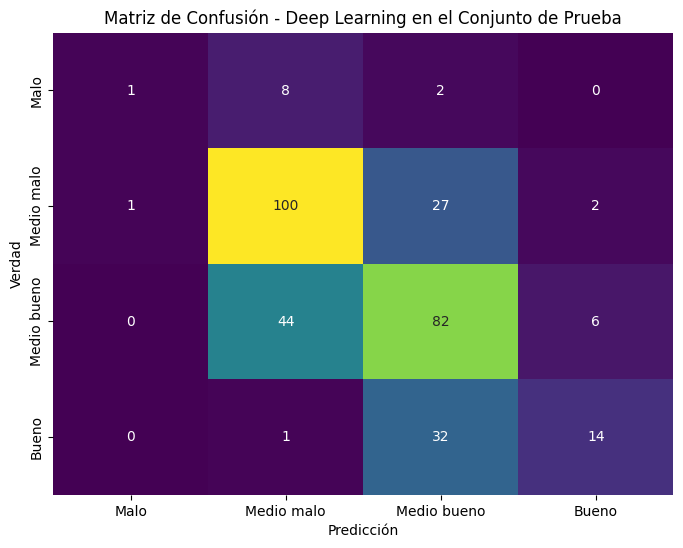 Matriz de Confusión - Deep Learning en el Conjunto de Prueba
Verdad
Malo
1 8 2 0
Medio malo
1 100 27 2
Medio bueno
0 44 82 6
Bueno
0 1 32 14
Malo Medio malo Medio bueno Bueno
Predicción